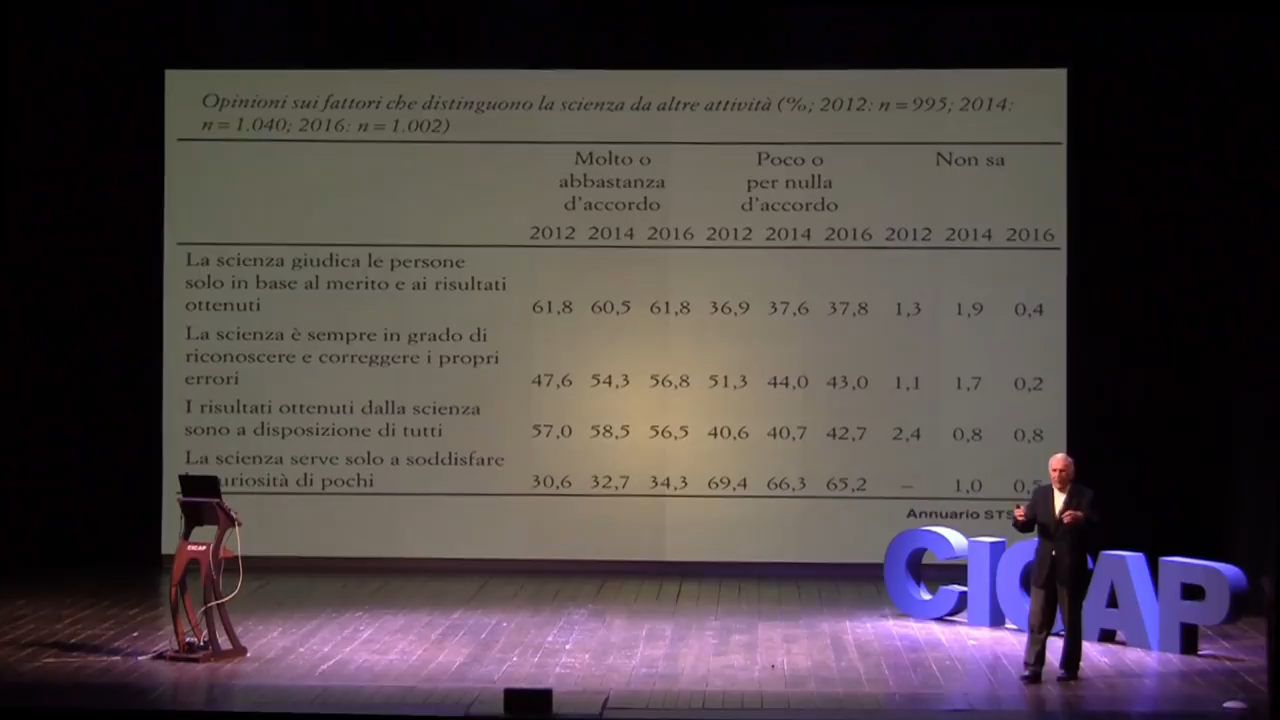 Opinioni sui fattori che distinguono la scienza da altre attività (%; 2012: n = 995; 2014:
n = 1.040; 2016: n = 1.002)
Molto o abbastanza d'accordo
Poco o per nulla d'accordo
Non sa
2012 2014 2016 2012 2014 2016 2012 2014 2016
La scienza giudica le persone
solo in base al merito e ai risultati
ottenuti 61,8 60,5 61,8 36,9 37,6 37,8 1,3 1,9 0,4
La scienza è sempre in grado di
riconoscere e correggere i propri
errori 47,6 54,3 56,8 51,3 44,0 43,0 1,1 1,7 0,2
I risultati ottenuti dalla scienza
sono a disposizione di tutti 57,0 58,5 56,5 40,6 40,7 42,7 2,4 0,8 0,8
La scienza serve solo a soddisfare
uriosità di pochi 30,6 32,7 34,3 69,4 66,3 65,2 – 1,0
Annuario STS
CICAP
CICAP